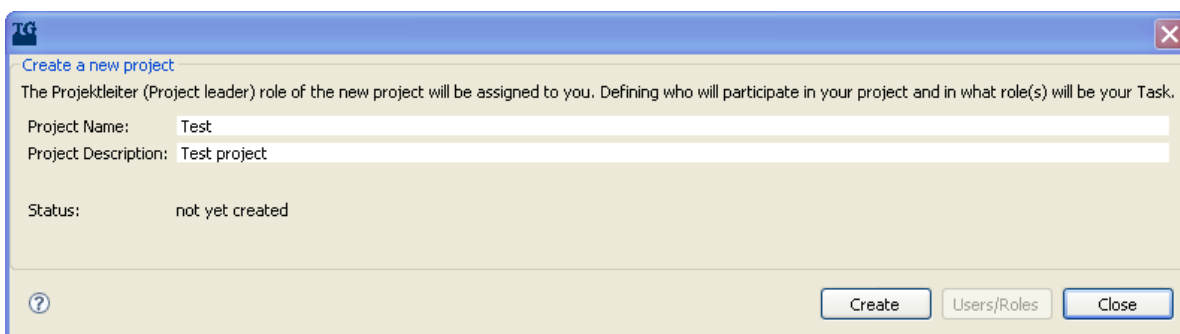 TG
Create a new project
The Projektleiter (Project leader) role of the new project will be assigned to you. Defining who will participate in your project and in what role(s) will be your Task.
Project Name: Test
Project Description: Test project
Status: not yet created
? Create Users/Roles Close